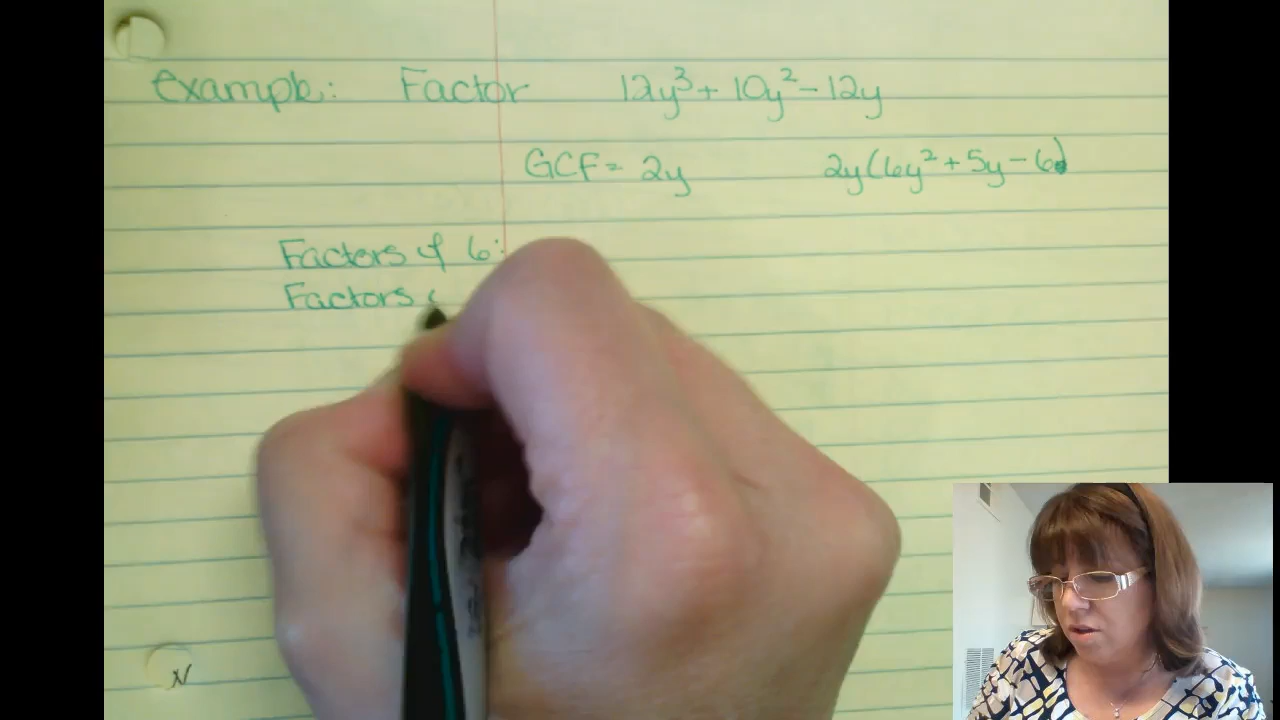 Example: Factor 12y³ + 10y² - 12y
GCF = 2y 2y(6y² + 5y - 6)
Factors of 6:
Factors